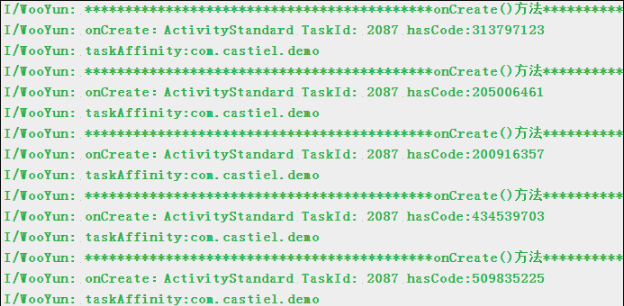 I/WooYun: *******************************************onCreate()方法**********
I/WooYun: onCreate: ActivityStandard TaskId: 2087 hasCode:313797123
I/WooYun: taskAffinity:com.castiel.demo
I/WooYun: *******************************************onCreate()方法**********
I/WooYun: onCreate: ActivityStandard TaskId: 2087 hasCode:205006461
I/WooYun: taskAffinity:com.castiel.demo
I/WooYun: *******************************************onCreate()方法**********
I/WooYun: onCreate: ActivityStandard TaskId: 2087 hasCode:200916357
I/WooYun: taskAffinity:com.castiel.demo
I/WooYun: *******************************************onCreate()方法**********
I/WooYun: onCreate: ActivityStandard TaskId: 2087 hasCode:434539703
I/WooYun: taskAffinity:com.castiel.demo
I/WooYun: *******************************************onCreate()方法**********
I/WooYun: onCreate: ActivityStandard TaskId: 2087 hasCode:509835225
I/WooYun: taskAffinity:com.castiel.demo